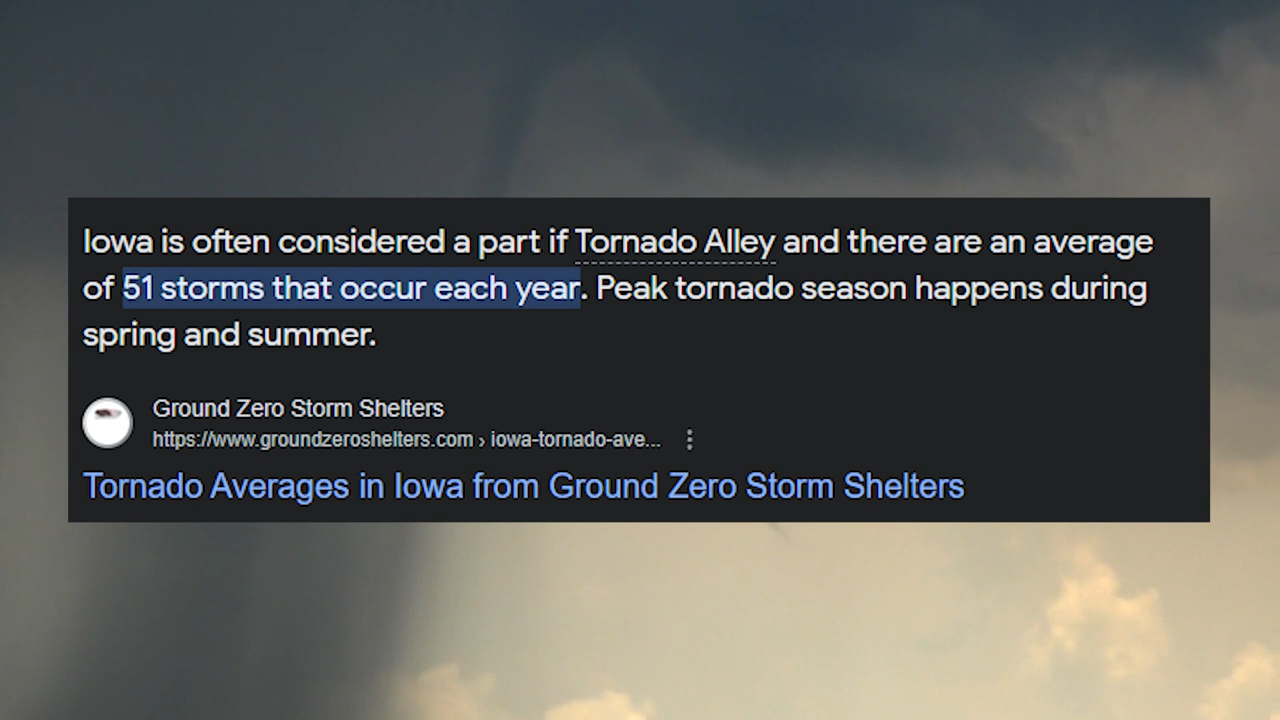 Iowa is often considered a part if Tornado Alley and there are an average
of 51 storms that occur each year. Peak tornado season happens during
spring and summer.
Ground Zero Storm Shelters
https://www.groundzeroshelters.com › iowa-tornado-ave...
Tornado Averages in Iowa from Ground Zero Storm Shelters